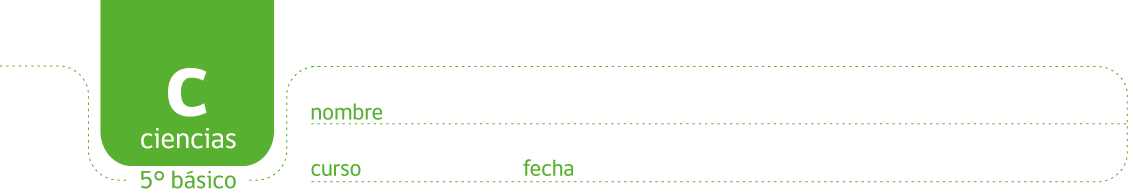 c
ciencias
5° básico
nombre
curso fecha